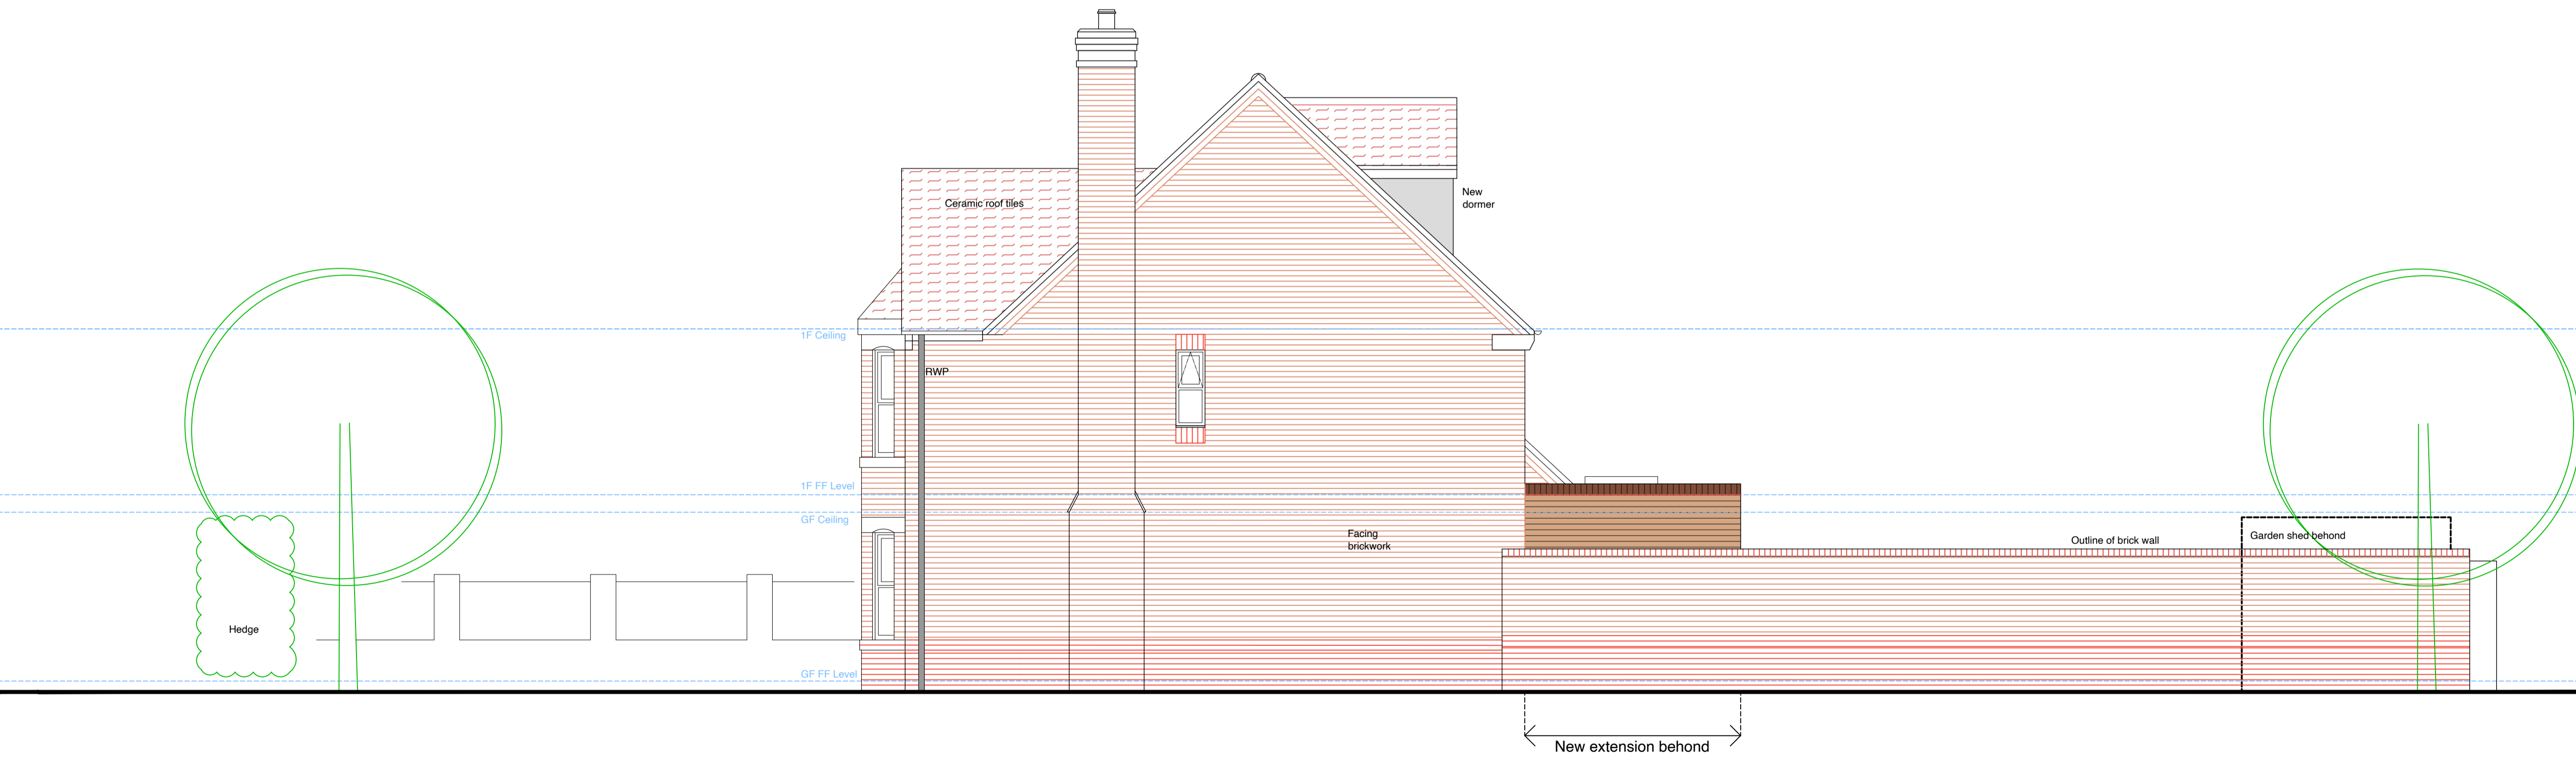 Ceramic roof tiles
New
dormer
1F Ceiling
RWP
1F FF Level
GF Ceiling
Facing
brickwork
Outline of brick wall
Garden shed behond
Hedge
GF FF Level
New extension behond